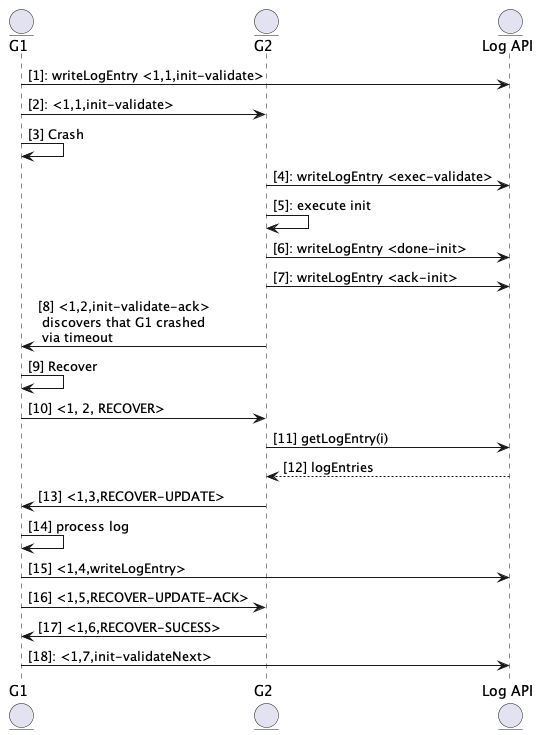 G1 G2 Log API
[1]: writeLogEntry <1,1,init-validate>
[2]: <1,1,init-validate>
[3] Crash
[4]: writeLogEntry <exec-validate>
[5]: execute init
[6]: writeLogEntry <done-init>
[7]: writeLogEntry <ack-init>
[8] <1,2,init-validate-ack>
discovers that G1 crashed
via timeout
[9] Recover
[10] <1, 2, RECOVER>
[11] getLogEntry(i)
[12] logEntries
[13] <1,3,RECOVER-UPDATE>
[14] process log
[15] <1,4,writeLogEntry>
[16] <1,5,RECOVER-UPDATE-ACK>
[17] <1,6,RECOVER-SUCESS>
[18]: <1,7,init-validateNext>
G1 G2 Log API